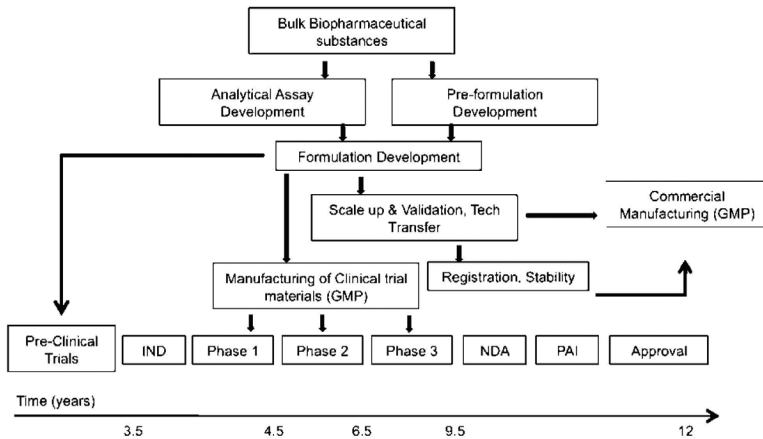 Bulk Biopharmaceutical
substances
Analytical Assay
Development
Pre-formulation
Development
Formulation Development
Scale up & Validation, Tech
Transfer
Commercial
Manufacturing (GMP)
Manufacturing of Clinical trial
materials (GMP)
Registration, Stability
Pre-Clinical
Trials
IND
Phase 1
Phase 2
Phase 3
NDA
PAI
Approval
Time (years)
3.5
4.5
6.5
9.5
12